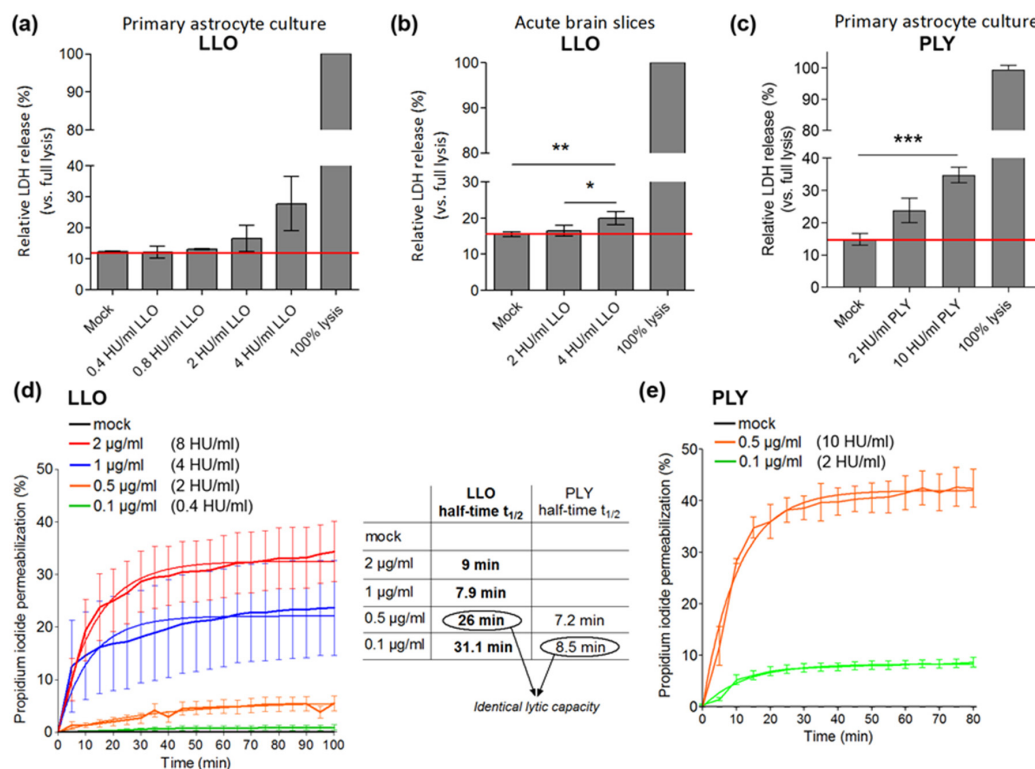 (a)
Primary astrocyte culture
LLO
Relative LDH release (%)
(vs. full lysis)
100
80
40
30
20
10
0
Mock
0.4 HU/ml LLO
0.8 HU/ml LLO
2 HU/ml LLO
4 HU/ml LLO
100% lysis
(b)
Acute brain slices
LLO
Relative LDH release (%)
(vs. full lysis)
100
80
30
20
10
0
**
*
Mock
2 HU/ml LLO
4 HU/ml LLO
100% lysis
(c)
Primary astrocyte culture
PLY
Relative LDH release (%)
(vs. full lysis)
100
80
40
30
20
10
0
***
Mock
2 HU/ml PLY
10 HU/ml PLY
100% lysis
(d)
LLO
mock
2 µg/ml (8 HU/ml)
1 µg/ml (4 HU/ml)
0.5 µg/ml (2 HU/ml)
0.1 µg/ml (0.4 HU/ml)
Propidium iodide permeabilization (%)
50
40
30
20
10
0
0 10 20 30 40 50 60 70 80 90 100
Time (min)
LLO PLY
half-time t1/2 half-time t1/2
mock
2 µg/ml 9 min
1 µg/ml 7.9 min
0.5 µg/ml 26 min 7.2 min
0.1 µg/ml 31.1 min 8.5 min
Identical lytic capacity
(e)
PLY
mock
0.5 µg/ml (10 HU/ml)
0.1 µg/ml (2 HU/ml)
Propidium iodide permeabilization (%)
50
40
30
20
10
0
0 10 20 30 40 50 60 70 80
Time (min)